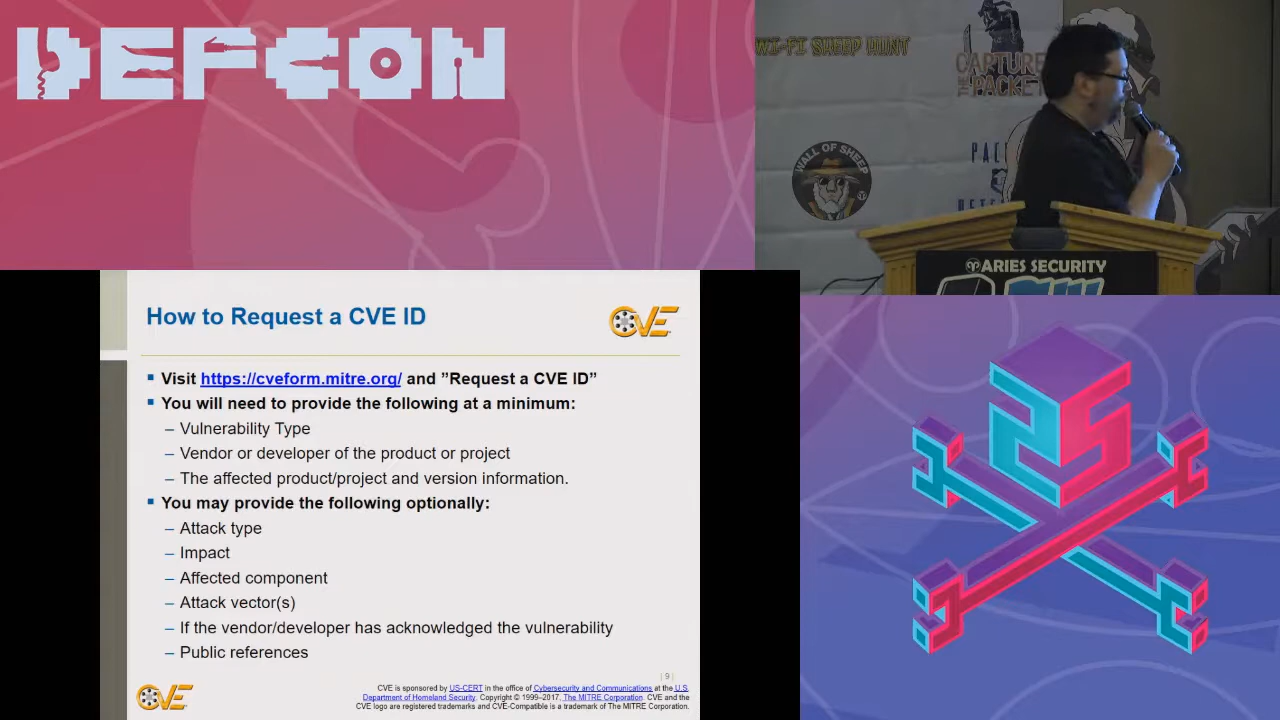 DEFCON
WI-FI SHEEP HUNT
CAPTURE
THE PACKET
WALL OF SHEEP
ARIES SECURITY
How to Request a CVE ID
CVE
Visit https://cveform.mitre.org/ and ”Request a CVE ID”
You will need to provide the following at a minimum:
– Vulnerability Type
– Vendor or developer of the product or project
– The affected product/project and version information.
You may provide the following optionally:
– Attack type
– Impact
– Affected component
– Attack vector(s)
– If the vendor/developer has acknowledged the vulnerability
– Public references
| 9 |
CVE
CVE is sponsored by US-CERT in the office of Cybersecurity and Communications at the U.S.
Department of Homeland Security. Copyright © 1999–2017, The MITRE Corporation. CVE and the
CVE logo are registered trademarks and CVE-Compatible is a trademark of The MITRE Corporation.
25